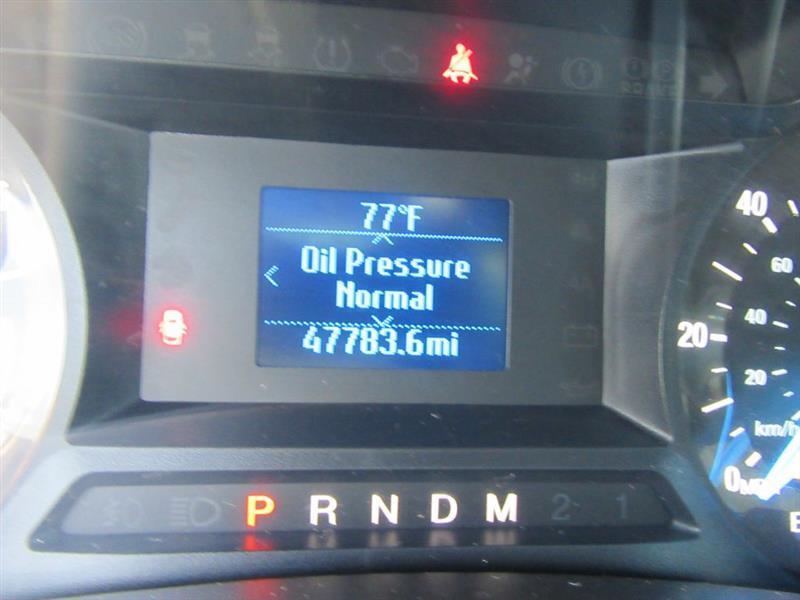 77°F
Oil Pressure
Normal
47783.6mi
40
60
20
40
20
km/h
0
P R N D M 2 1
E